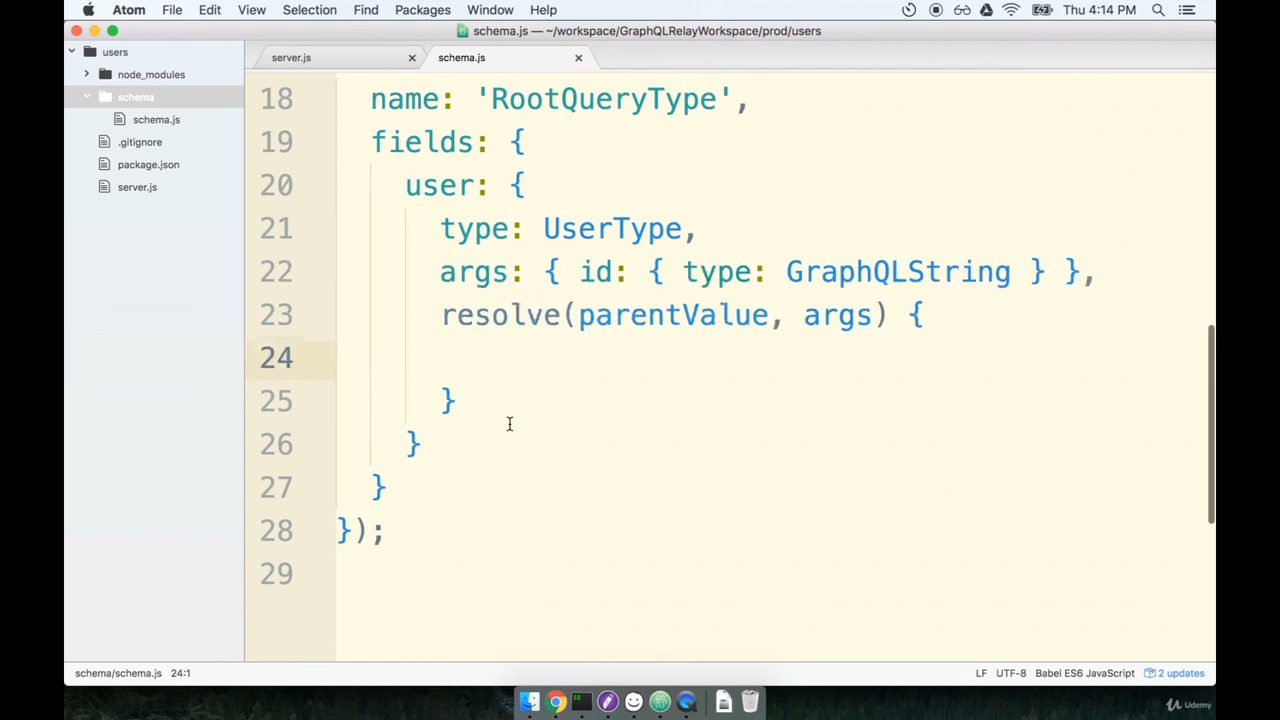 Atom File Edit View Selection Find Packages Window Help Thu 4:14 PM
schema.js — ~/workspace/GraphQLRelayWorkspace/prod/users
users
server.js
schema.js
node_modules
schema
schema.js
.gitignore
package.json
server.js
18 name: 'RootQueryType',
19 fields: {
20 user: {
21 type: UserType,
22 args: { id: { type: GraphQLString } },
23 resolve(parentValue, args) {
24
25 }
26 }
27 }
28 });
29
schema/schema.js 24:1 LF UTF-8 Babel ES6 JavaScript 2 updates
Udemy